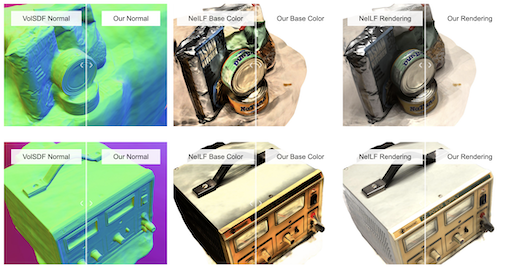 VolSDF Normal
Our Normal
NeILF Base Color
Our Base Color
NeILF Rendering
Our Rendering
VolSDF Normal
Our Normal
NeILF Base Color
Our Base Color
NeILF Rendering
Our Rendering